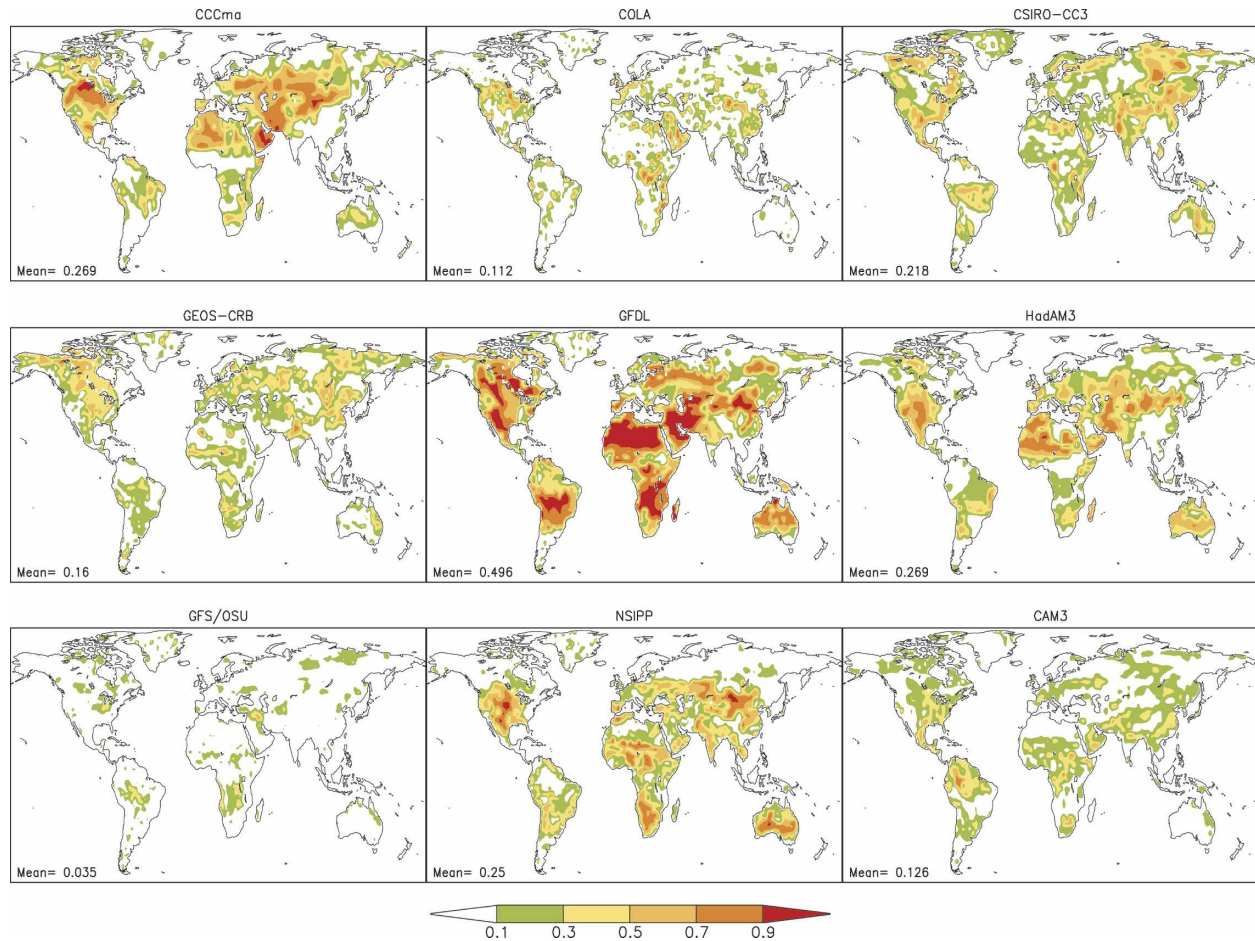 CCCma
COLA
CSIRO-CC3
Mean= 0.269
Mean= 0.112
Mean= 0.218
GEOS-CRB
GFDL
HadAM3
Mean= 0.16
Mean= 0.496
Mean= 0.269
GFS/OSU
NSIPP
CAM3
Mean= 0.035
Mean= 0.25
Mean= 0.126
0.1 0.3 0.5 0.7 0.9